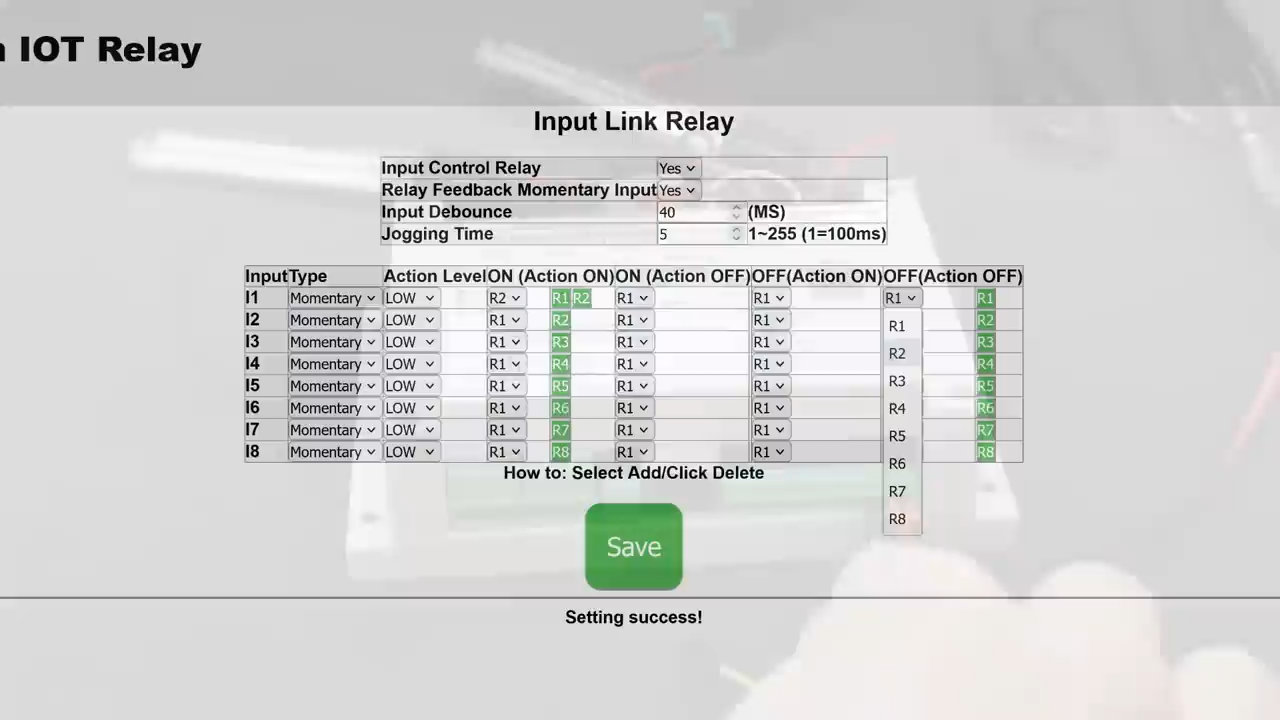 IOT Relay
Input Link Relay
Input Control Relay Yes
Relay Feedback Momentary Input Yes
Input Debounce 40 (MS)
Jogging Time 5 1~255 (1=100ms)
Input Type Action Level ON (Action ON) ON (Action OFF) OFF(Action ON) OFF(Action OFF)
I1 Momentary LOW R2 R1 R2 R1 R1 R1 R1
I2 Momentary LOW R1 R2 R1 R1 R2
I3 Momentary LOW R1 R3 R1 R1 R3
I4 Momentary LOW R1 R4 R1 R1 R4
I5 Momentary LOW R1 R5 R1 R1 R5
I6 Momentary LOW R1 R6 R1 R1 R6
I7 Momentary LOW R1 R7 R1 R1 R7
I8 Momentary LOW R1 R8 R1 R1 R8
R1
R2
R3
R4
R5
R6
R7
R8
How to: Select Add/Click Delete
Save
Setting success!